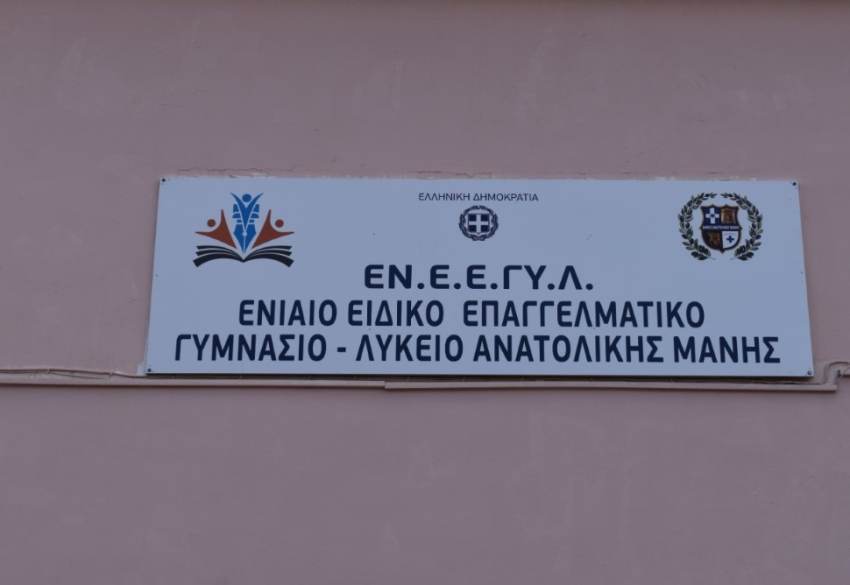 ΕΛΛΗΝΙΚΗ ΔΗΜΟΚΡΑΤΙΑ
ΕΝ.Ε.Ε.ΓΥ.Λ.
ΕΝΙΑΙΟ ΕΙΔΙΚΟ ΕΠΑΓΓΕΛΜΑΤΙΚΟ
ΓΥΜΝΑΣΙΟ - ΛΥΚΕΙΟ ΑΝΑΤΟΛΙΚΗΣ ΜΑΝΗΣ